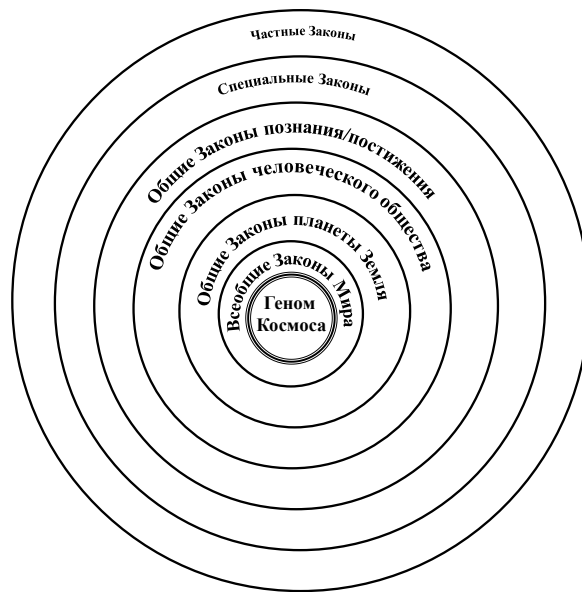 Частные Законы
Специальные Законы
Общие Законы познания/постижения
Общие Законы человеческого общества
Общие Законы планеты Земля
Всеобщие Законы Мира
Геном
Космоса